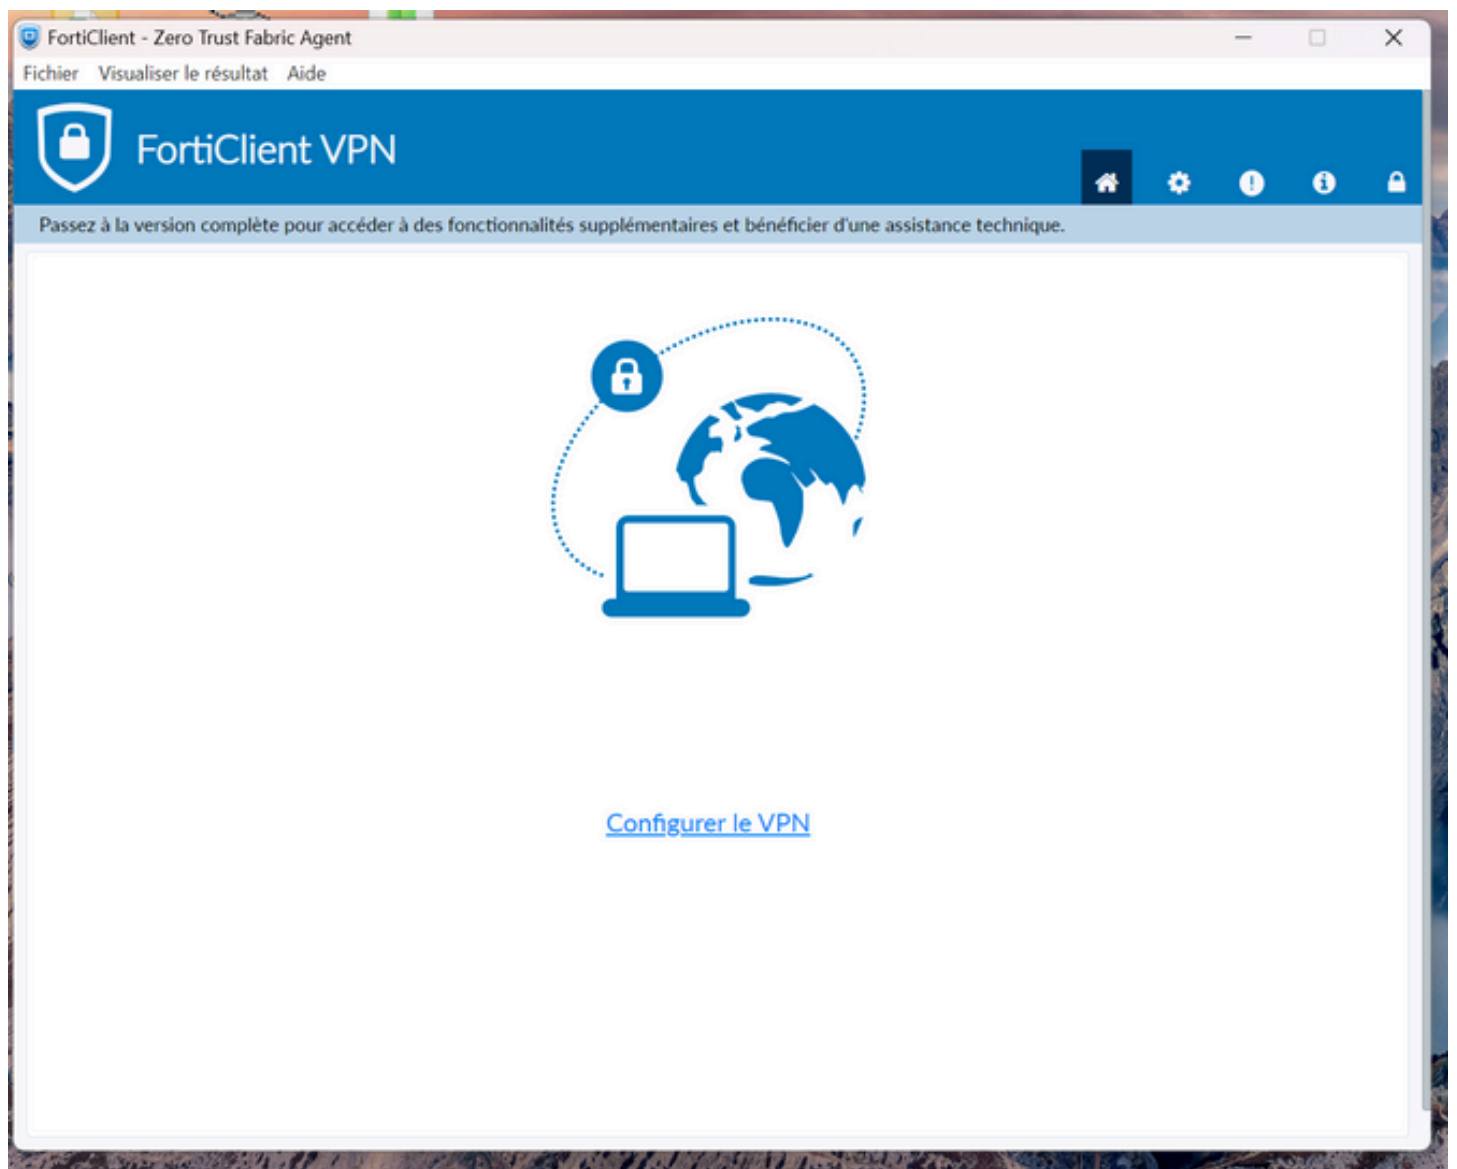 FortiClient - Zero Trust Fabric Agent
Fichier Visualiser le résultat Aide
FortiClient VPN
Passez à la version complète pour accéder à des fonctionnalités supplémentaires et bénéficier d'une assistance technique.
Configurer le VPN